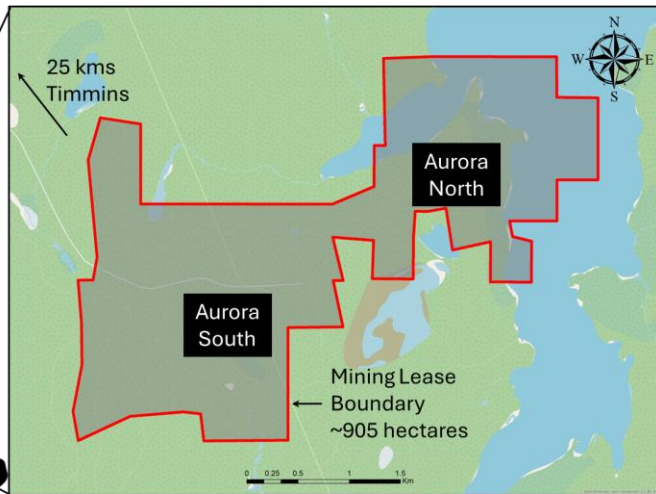 25 kms
Timmins
N
W E
S
Aurora
North
Aurora
South
Mining Lease
Boundary
~905 hectares
0 0.25 0.5 1 1.5
Km